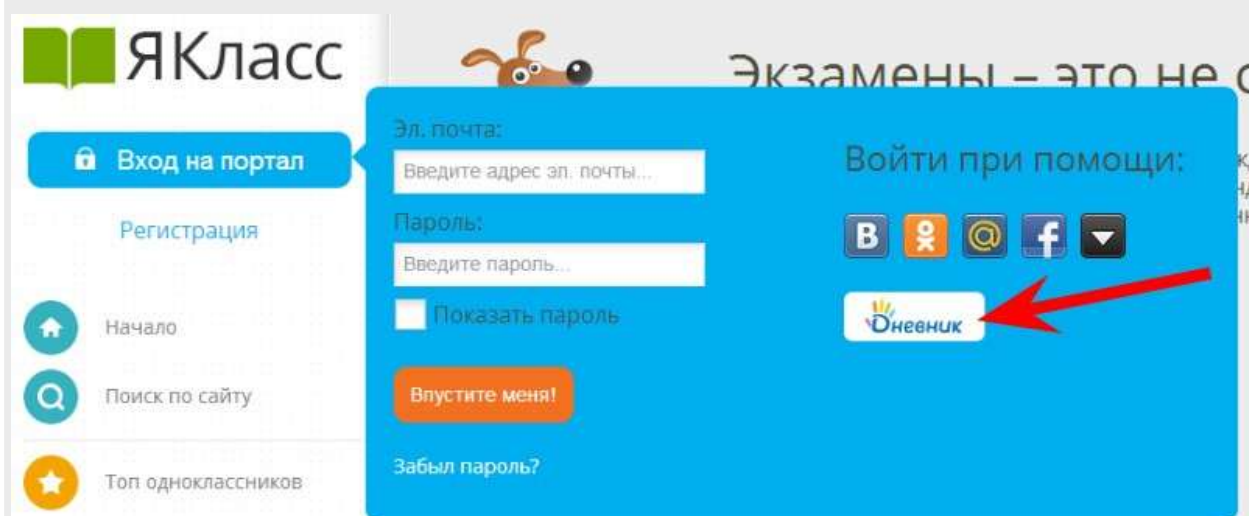 ЯКласс
Экзамены – это не
Вход на портал
Регистрация
Начало
Поиск по сайту
Топ одноклассников
Эл. почта:
Введите адрес эл. почты...
Пароль:
Введите пароль...
Показать пароль
Впустите меня!
Забыл пароль?
Войти при помощи:
Дневник